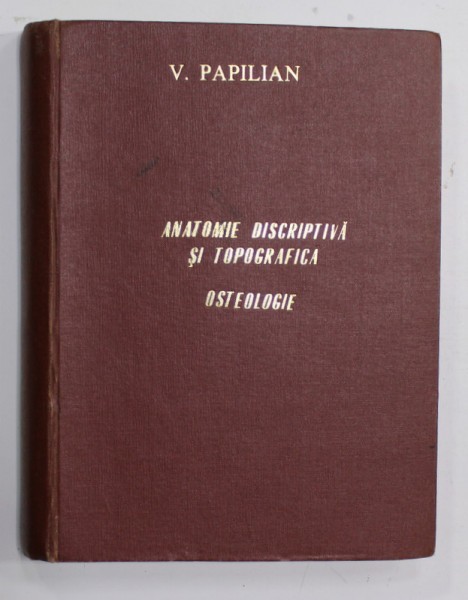 V. PAPILIAN
ANATOMIE DISCRIPTIVĂ
ŞI TOPOGRAFICA
OSTEOLOGIE